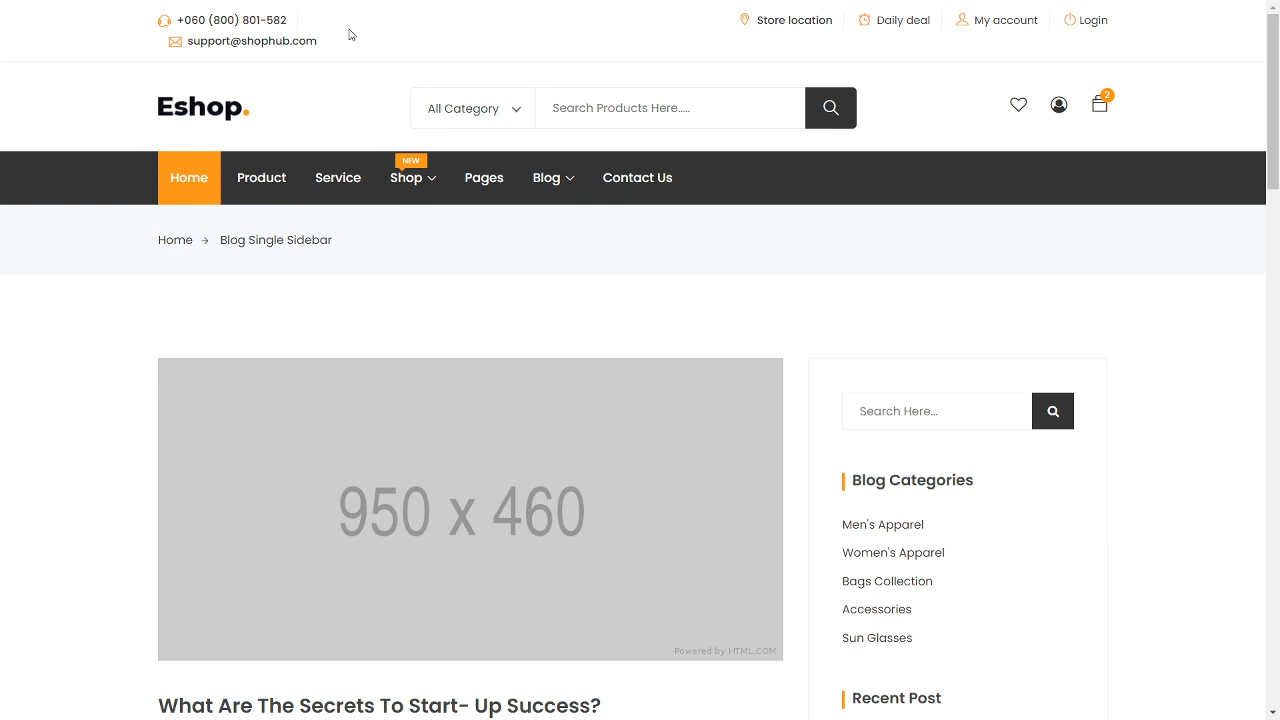 +060 (800) 801-582
support@shophub.com
Store location
Daily deal
My account
Login
Eshop.
All Category
Search Products Here.....
2
Home
Product
Service
NEW
Shop
Pages
Blog
Contact Us
Home
Blog Single Sidebar
950 x 460
Powered by HTML.COM
Search Here...
Blog Categories
Men's Apparel
Women's Apparel
Bags Collection
Accessories
Sun Glasses
Recent Post
What Are The Secrets To Start- Up Success?